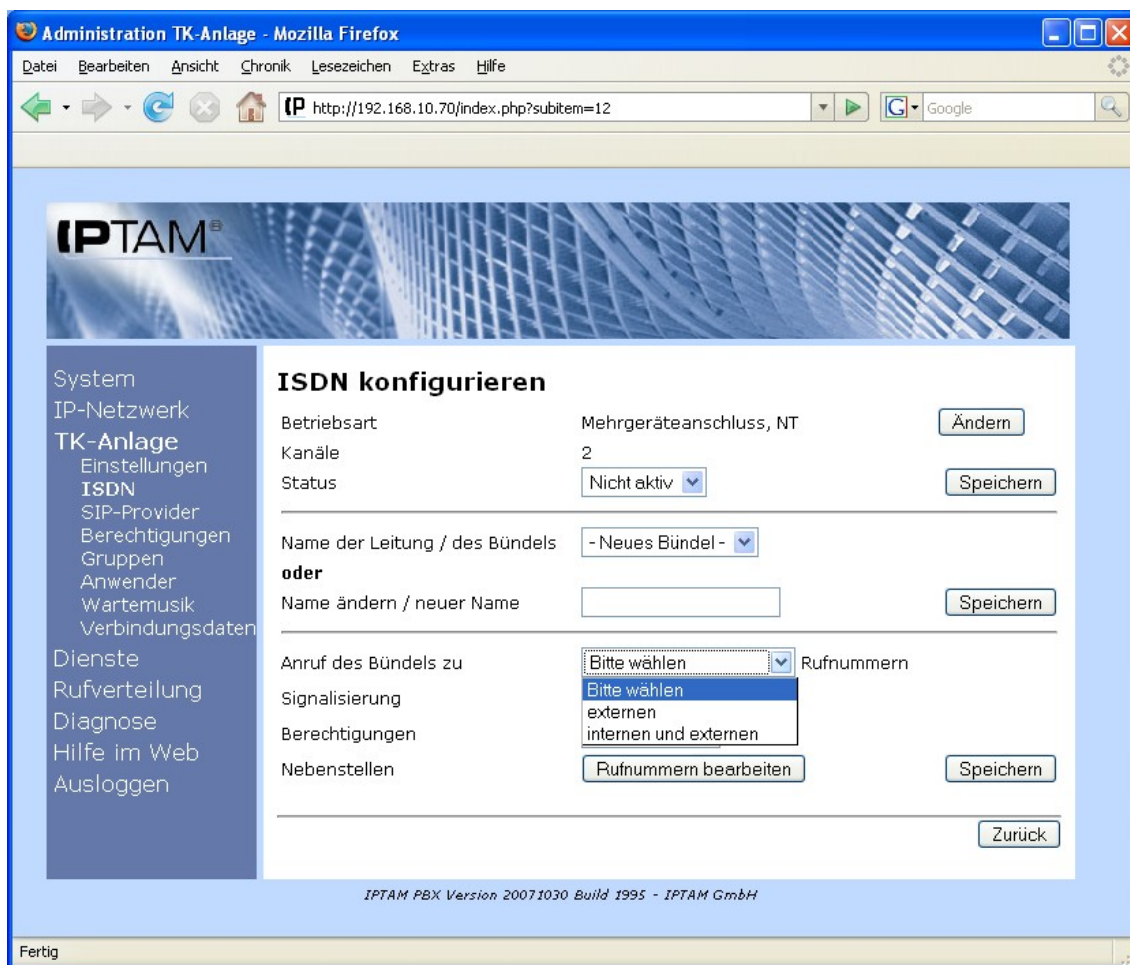 Administration TK-Anlage - Mozilla Firefox
Datei Bearbeiten Ansicht Chronik Lesezeichen Extras Hilfe
http://192.168.10.70/index.php?subitem=12
Google
IPTAM®
System
IP-Netzwerk
TK-Anlage
Einstellungen
ISDN
SIP-Provider
Berechtigungen
Gruppen
Anwender
Wartemusik
Verbindungsdaten
Dienste
Rufverteilung
Diagnose
Hilfe im Web
Ausloggen
ISDN konfigurieren
Betriebsart Mehrgeräteanschluss, NT Ändern
Kanäle 2
Status Nicht aktiv Speichern
Name der Leitung / des Bündels - Neues Bündel -
oder
Name ändern / neuer Name Speichern
Anruf des Bündels zu Bitte wählen Rufnummern
Bitte wählen
Signalisierung externen
Berechtigungen internen und externen
Nebenstellen Rufnummern bearbeiten Speichern
Zurück
IPTAM PBX Version 20071030 Build 1995 - IPTAM GmbH
Fertig